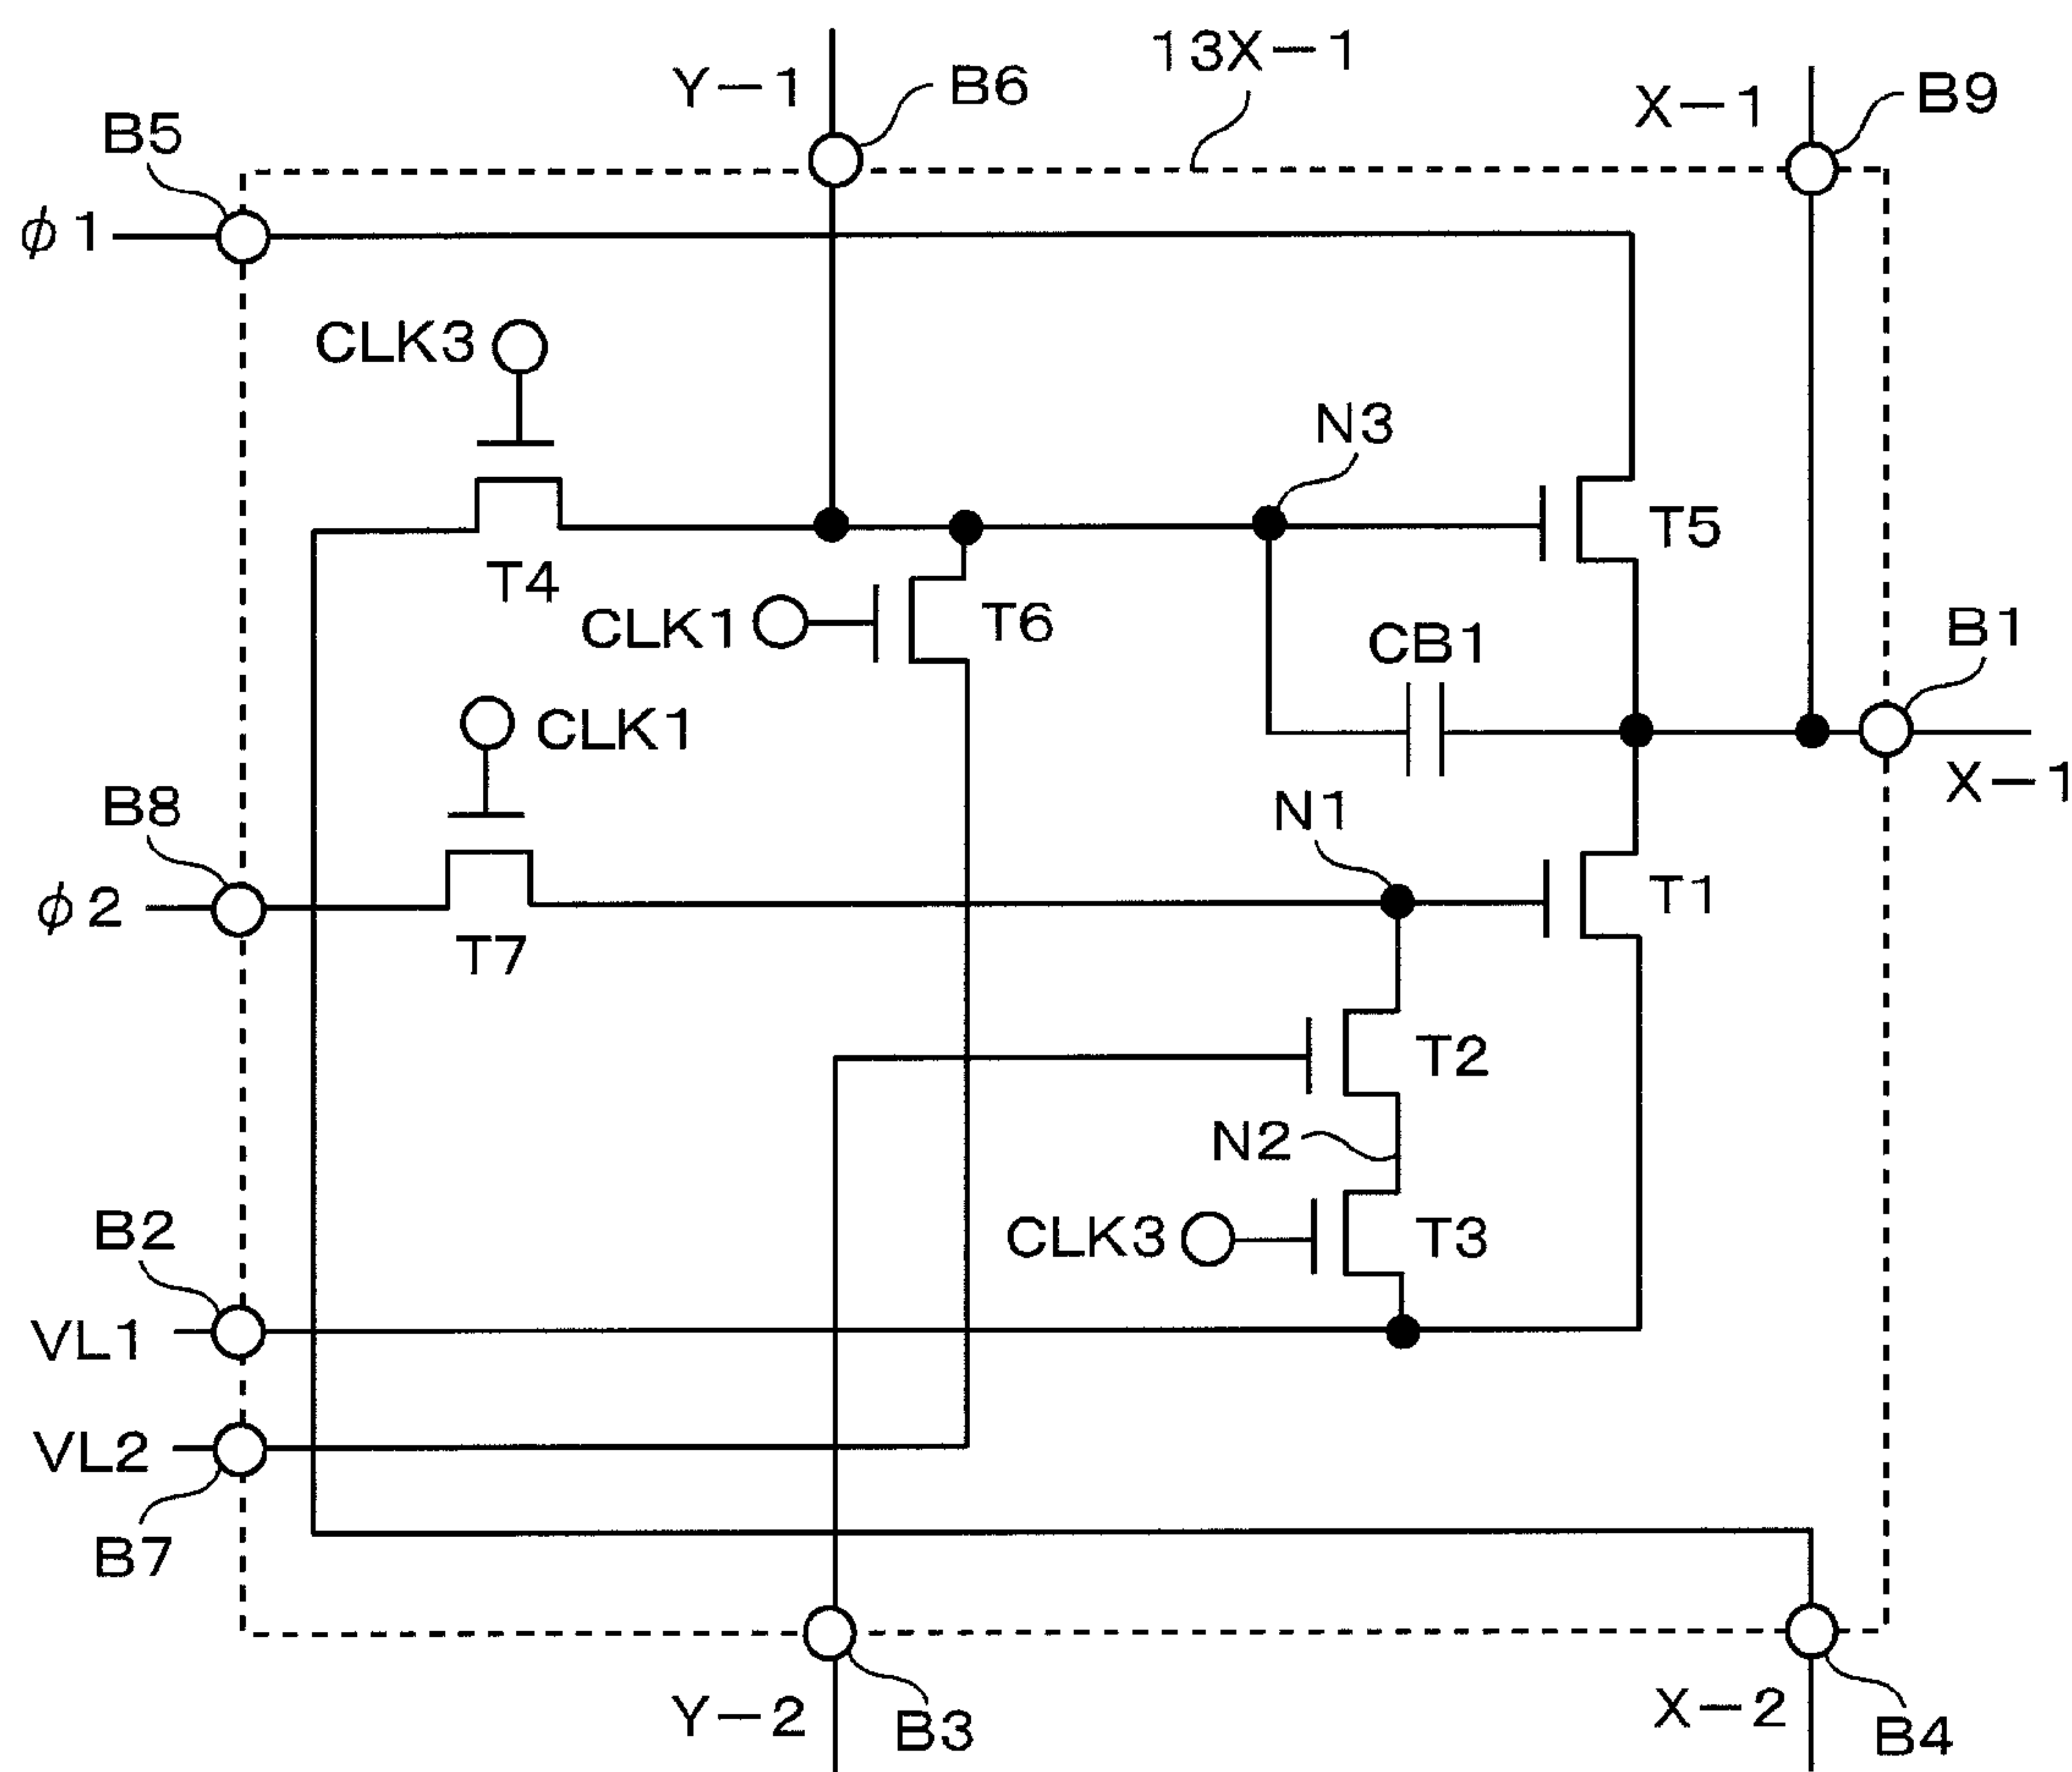 13X-1
Y-1
B6
X-1
B9
B5
φ1
CLK3
N3
T5
T4
CLK1
T6
CB1
B1
CLK1
X-1
B8
N1
φ2
T1
T7
T2
N2
B2
CLK3
T3
VL1
VL2
B7
Y-2
B3
X-2
B4